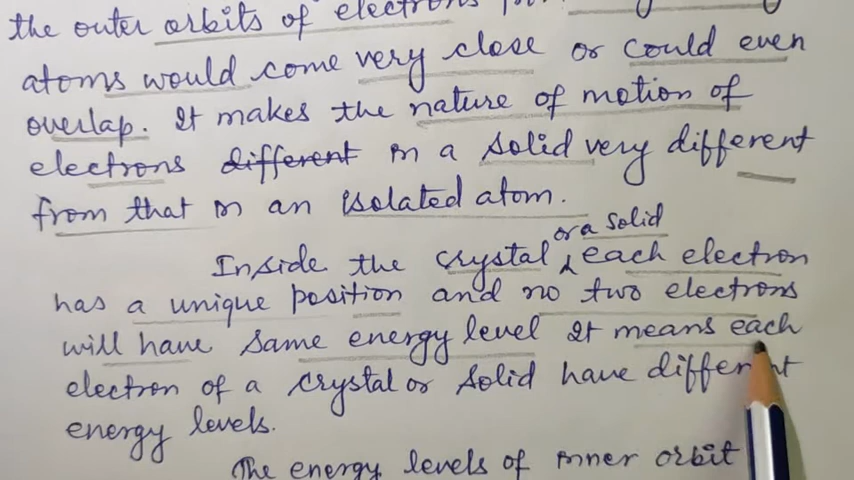 the outer orbits of electrons
atoms would come very close or could even
overlap. It makes the nature of motion of
electrons different in a solid very different
from that in an isolated atom.
or a solid
Inside the crystal each electron
has a unique position and no two electrons
will have same energy level It means each
electron of a crystal or solid have different
energy levels.
The energy levels of inner orbit